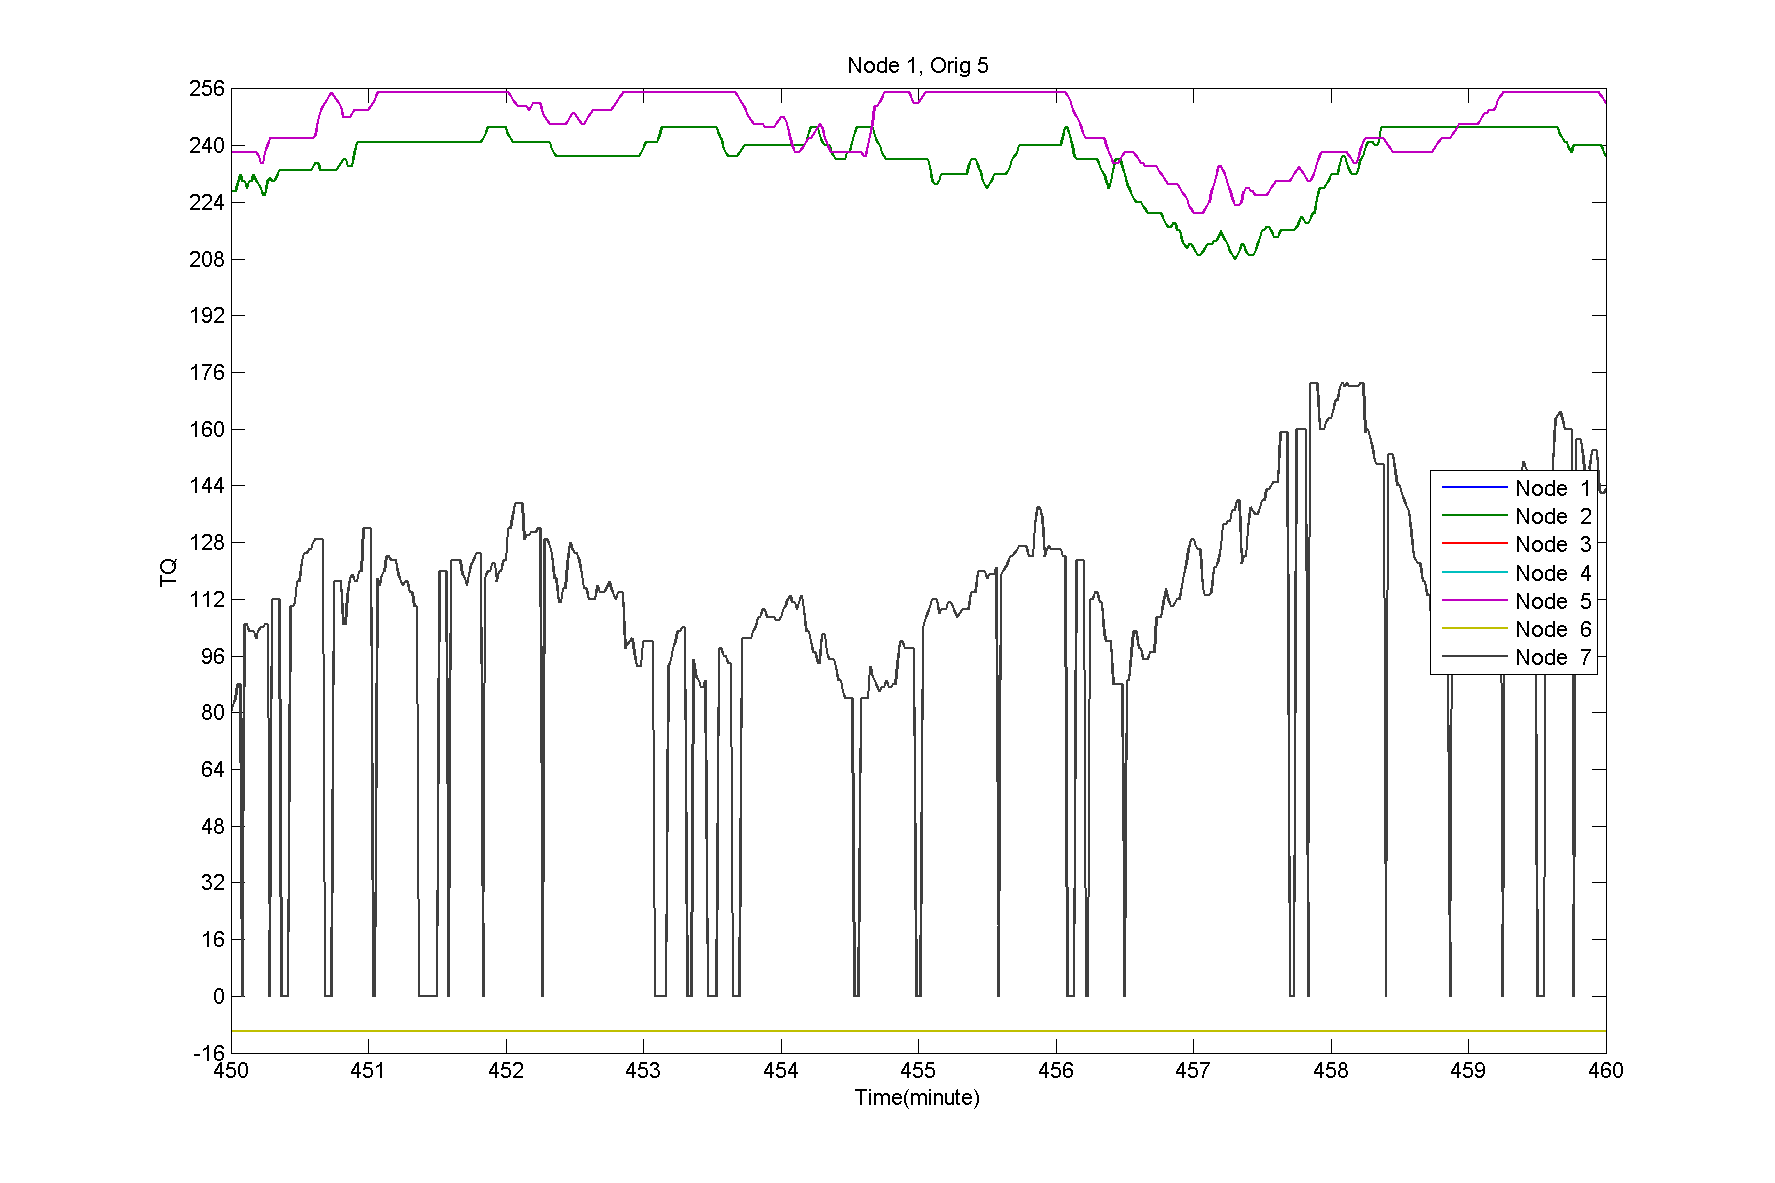 Node 1, Orig 5
256
240
224
208
192
176
160
144
128
112
96
80
64
48
32
16
0
-16
TQ
450 451 452 453 454 455 456 457 458 459 460
Time(minute)
Node 1
Node 2
Node 3
Node 4
Node 5
Node 6
Node 7